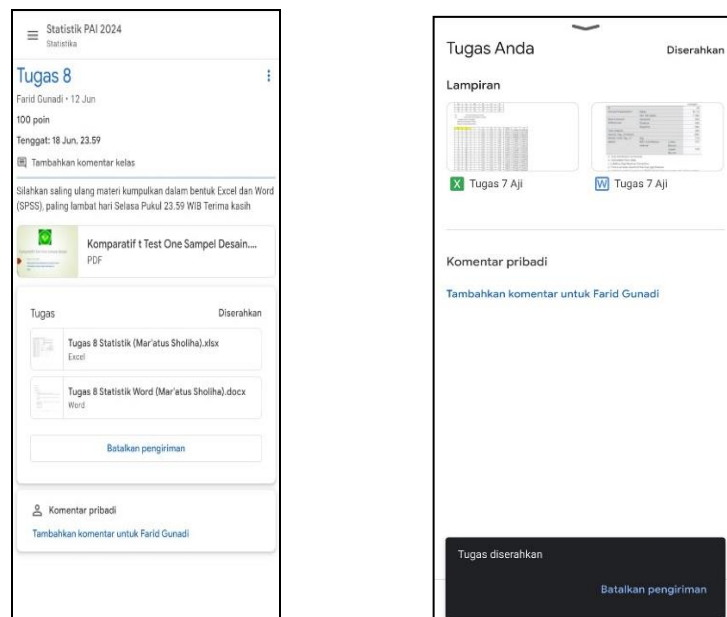 Statistik PAI 2024
Statistika
Tugas 8
Farid Gunadi • 12 Jun
100 poin
Tenggat: 18 Jun, 23.59
Tambahkan komentar kelas
Silahkan saling ulang materi kumpulkan dalam bentuk Excel dan Word
(SPSS), paling lambat hari Selasa Pukul 23.59 WIB Terima kasih
Komparatif t Test One Sampel Desain....
PDF
Tugas
Diserahkan
Tugas 8 Statistik (Mar'atus Sholiha).xlsx
Excel
Tugas 8 Statistik Word (Mar'atus Sholiha).docx
Word
Batalkan pengiriman
Komentar pribadi
Tambahkan komentar untuk Farid Gunadi
Tugas Anda
Diserahkan
Lampiran
X Tugas 7 Aji
W Tugas 7 Aji
Komentar pribadi
Tambahkan komentar untuk Farid Gunadi
Tugas diserahkan
Batalkan pengiriman